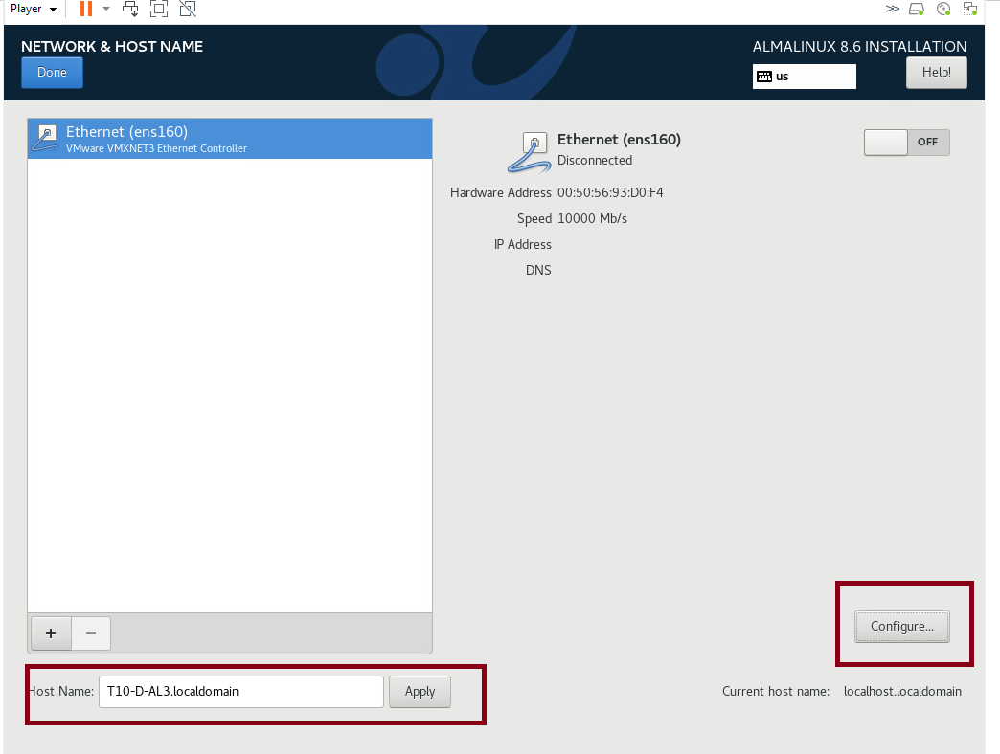 Player
NETWORK & HOST NAME
ALMALINUX 8.6 INSTALLATION
Done
us
Help!
Ethernet (ens160)
VMware VMXNET3 Ethernet Controller
Ethernet (ens160)
Disconnected
OFF
Hardware Address 00:50:56:93:D0:F4
Speed 10000 Mb/s
IP Address
DNS
+ −
Configure...
Host Name: T10-D-AL3.localdomain Apply
Current host name: localhost.localdomain